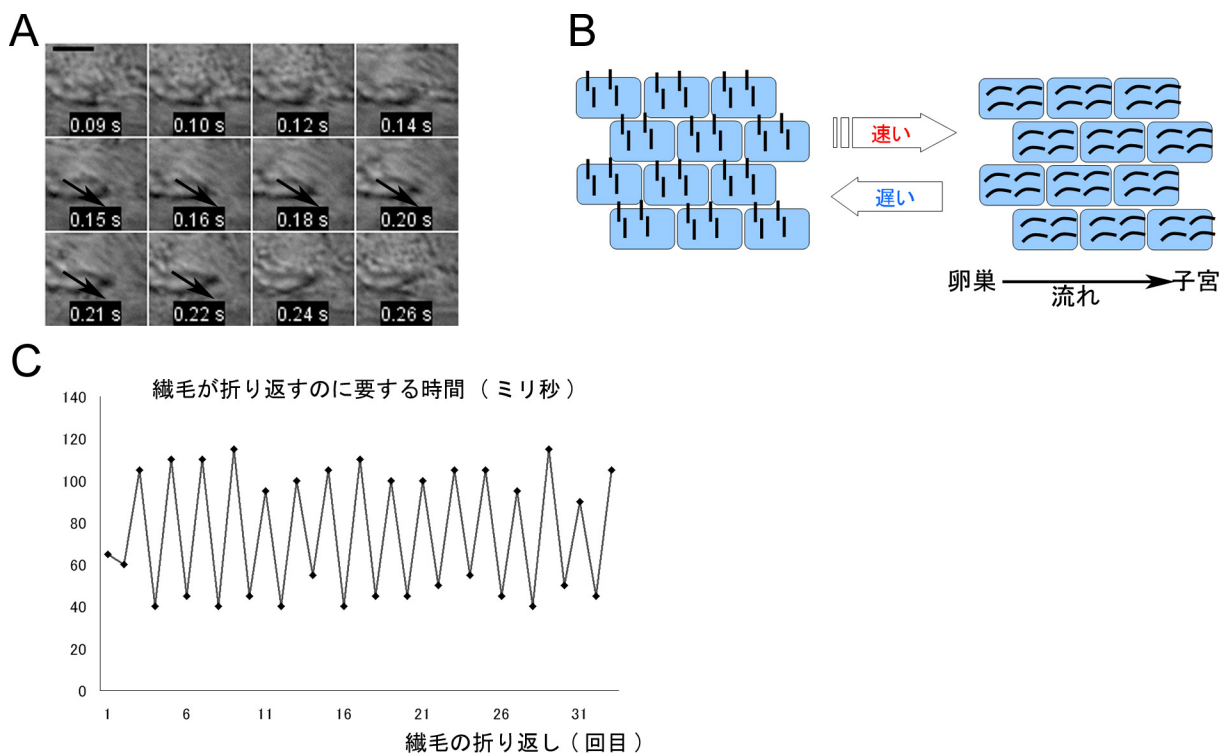 A
0.09 s
0.10 s
0.12 s
0.14 s
0.15 s
0.16 s
0.18 s
0.20 s
0.21 s
0.22 s
0.24 s
0.26 s
B
速い
遅い
卵巣
子宮
流れ
C
繊毛が折り返すのに要する時間 ( ミリ秒 )
140
120
100
80
60
40
20
0
1
6
11
16
21
26
31
繊毛の折り返し ( 回目 )